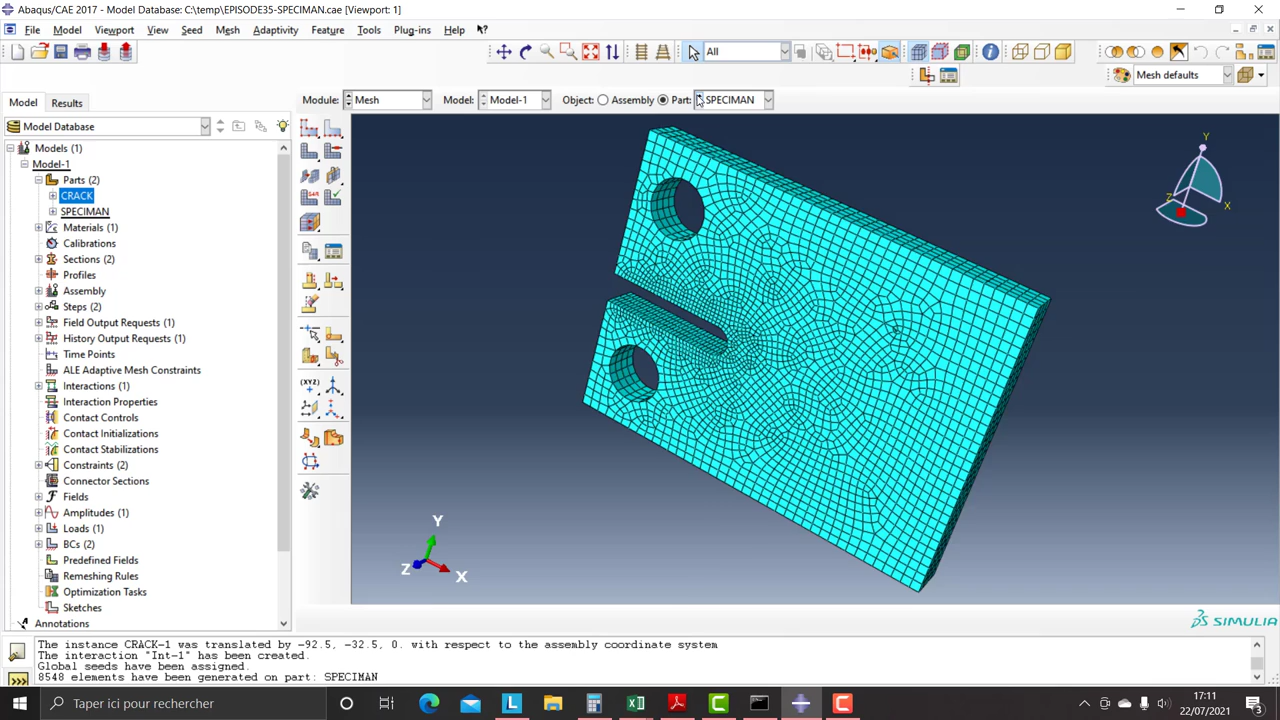 Abaqus/CAE 2017 - Model Database: C:\temp\EPISODE35-SPECIMAN.cae [Viewport: 1]
File Model Viewport View Seed Mesh Adaptivity Feature Tools Plug-ins Help
All
Mesh defaults
Model Results
Module: Mesh Model: Model-1 Object: Assembly Part: SPECIMAN
Model Database
Models (1)
Model-1
Parts (2)
CRACK
SPECIMAN
Materials (1)
Calibrations
Sections (2)
Profiles
Assembly
Steps (2)
Field Output Requests (1)
History Output Requests (1)
Time Points
ALE Adaptive Mesh Constraints
Interactions (1)
Interaction Properties
Contact Controls
Contact Initializations
Contact Stabilizations
Constraints (2)
Connector Sections
Fields
Amplitudes (1)
Loads (1)
BCs (2)
Predefined Fields
Remeshing Rules
Optimization Tasks
Sketches
Annotations
Y
X
Z
Y
Z
X
SIMULIA
The instance CRACK-1 was translated by -92.5, -32.5, 0. with respect to the assembly coordinate system
The interaction "Int-1" has been created.
Global seeds have been assigned.
8548 elements have been generated on part: SPECIMAN
Taper ici pour rechercher
17:11
22/07/2021
3